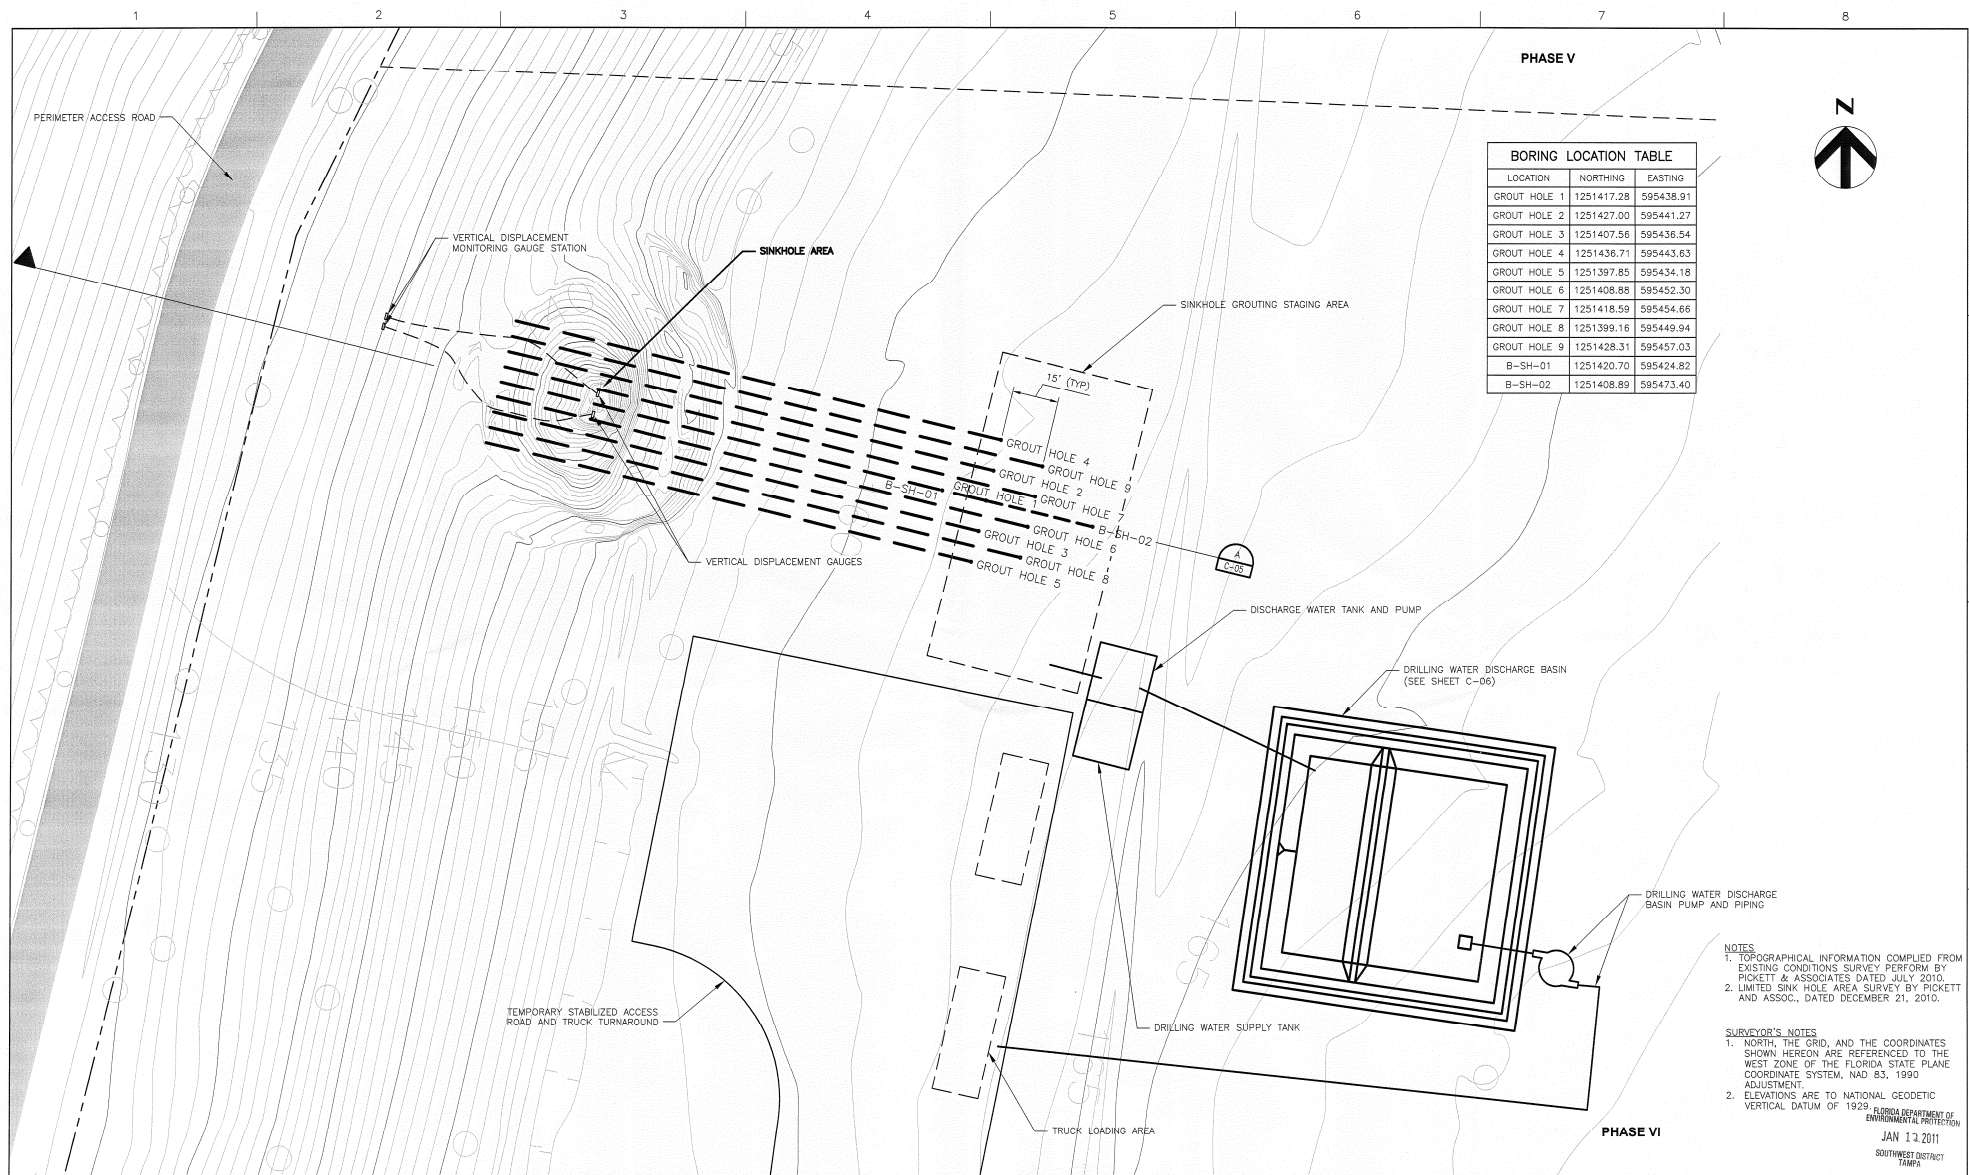 1 2 3 4 5 6 7 8
PHASE V
PERIMETER ACCESS ROAD
N
BORING LOCATION TABLE
LOCATION NORTHING EASTING
GROUT HOLE 1 1251417.28 595438.91
GROUT HOLE 2 1251427.00 595441.27
GROUT HOLE 3 1251407.56 595436.54
GROUT HOLE 4 1251436.71 595443.63
GROUT HOLE 5 1251397.85 595434.18
GROUT HOLE 6 1251408.88 595452.30
GROUT HOLE 7 1251418.59 595454.66
GROUT HOLE 8 1251399.16 595449.94
GROUT HOLE 9 1251428.31 595457.03
B-SH-01 1251420.70 595424.82
B-SH-02 1251408.89 595473.40
VERTICAL DISPLACEMENT
MONITORING GAUGE STATION
SINKHOLE AREA
SINKHOLE GROUTING STAGING AREA
15' (TYP)
GROUT HOLE 4
GROUT HOLE 9
GROUT HOLE 2
GROUT HOLE 7
B-SH-01
GROUT HOLE 1
B-SH-02
GROUT HOLE 6
GROUT HOLE 3
GROUT HOLE 8
GROUT HOLE 5
A
C-05
VERTICAL DISPLACEMENT GAUGES
DISCHARGE WATER TANK AND PUMP
DRILLING WATER DISCHARGE BASIN
(SEE SHEET C-06)
130
135
140
145
150
155
DRILLING WATER DISCHARGE
BASIN PUMP AND PIPING
TEMPORARY STABILIZED ACCESS
ROAD AND TRUCK TURNAROUND
DRILLING WATER SUPPLY TANK
TRUCK LOADING AREA
NOTES
1. TOPOGRAPHICAL INFORMATION COMPLIED FROM
EXISTING CONDITIONS SURVEY PERFORM BY
PICKETT & ASSOCIATES DATED JULY 2010.
2. LIMITED SINK HOLE AREA SURVEY BY PICKETT
AND ASSOC., DATED DECEMBER 21, 2010.
SURVEYOR'S NOTES
1. NORTH, THE GRID, AND THE COORDINATES
SHOWN HEREON ARE REFERENCED TO THE
WEST ZONE OF THE FLORIDA STATE PLANE
COORDINATE SYSTEM, NAD 83, 1990
ADJUSTMENT.
2. ELEVATIONS ARE TO NATIONAL GEODETIC
VERTICAL DATUM OF 1929.
FLORIDA DEPARTMENT OF
ENVIRONMENTAL PROTECTION
JAN 2011
SOUTHWEST DISTRICT
TAMPA
PHASE VI